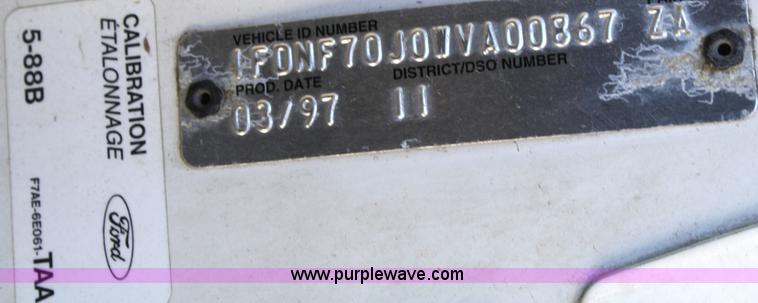 VEHICLE ID NUMBER
1FDNF70J0WVA00867 ZA
PROD. DATE
DISTRICT/DSO NUMBER
03/97 11
CALIBRATION
ÉTALONNAGE
5-88B
Ford
F7AE-6E061-TAA
www.purplewave.com